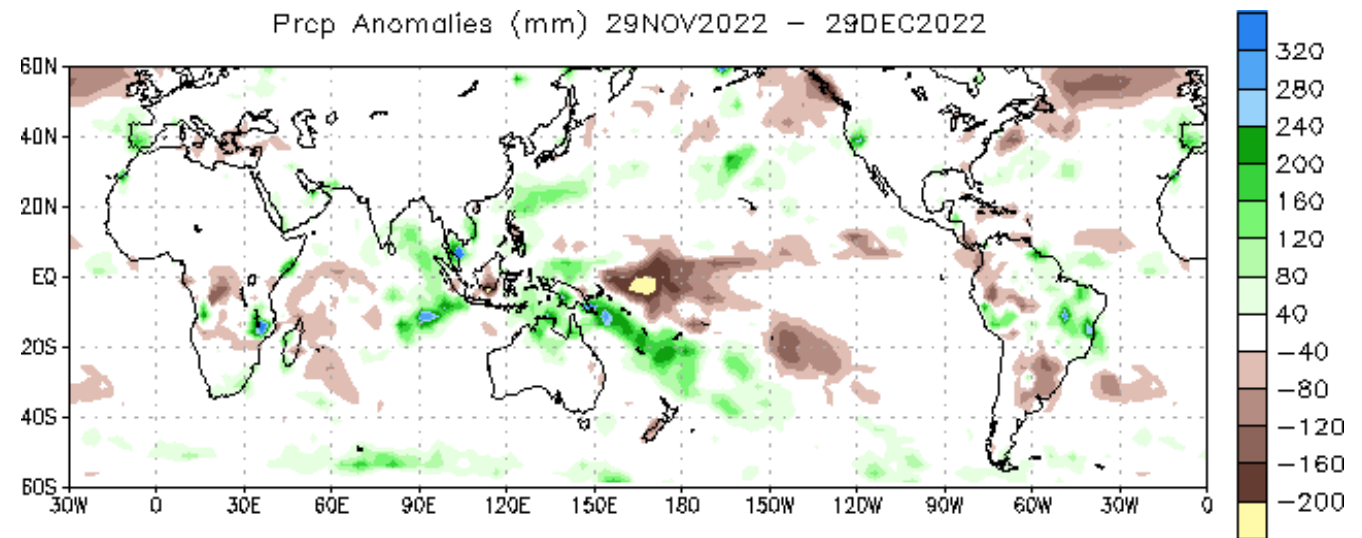 Prcp Anomalies (mm) 29NOV2022 – 29DEC2022
60N
40N
20N
EQ
20S
40S
60S
30W 0 30E 60E 90E 120E 150E 180 150W 120W 90W 60W 30W 0
320
280
240
200
160
120
80
40
−40
−80
−120
−160
−200